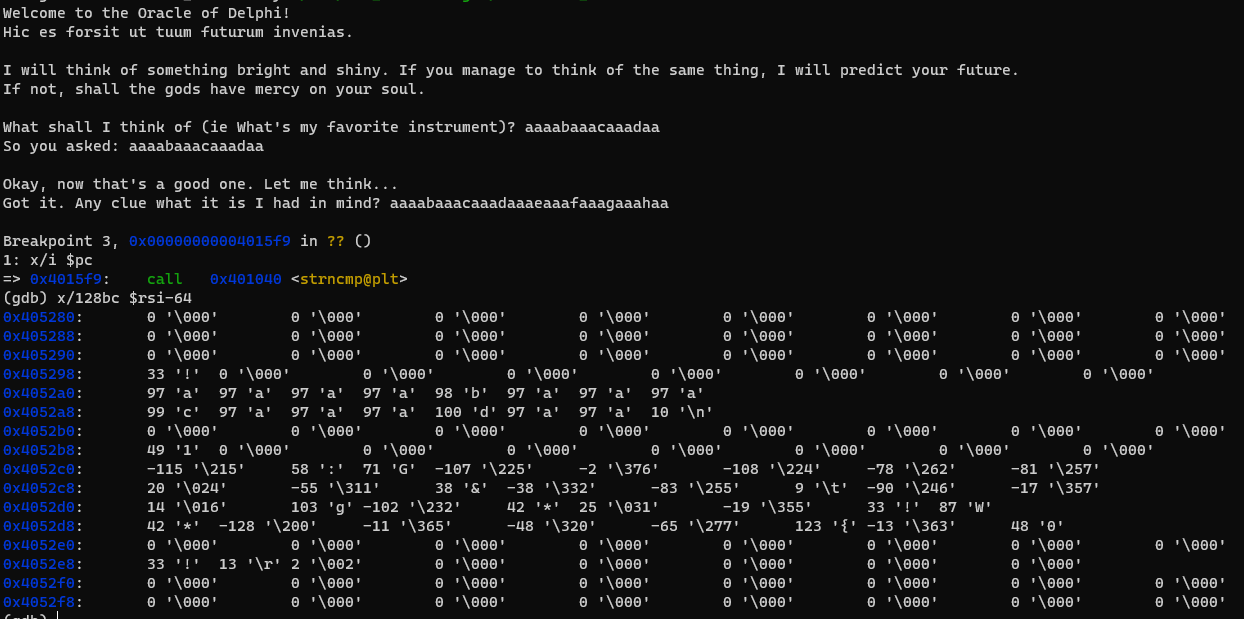 Welcome to the Oracle of Delphi!
Hic es forsit ut tuum futurum invenias.
I will think of something bright and shiny. If you manage to think of the same thing, I will predict your future.
If not, shall the gods have mercy on your soul.
What shall I think of (ie What's my favorite instrument)? aaaabaaacaaadaa
So you asked: aaaabaaacaaadaa
Okay, now that's a good one. Let me think...
Got it. Any clue what it is I had in mind? aaaabaaacaaadaaaeaaafaaagaaahaa
Breakpoint 3, 0x00000000004015f9 in ?? ()
1: x/i $pc
=> 0x4015f9: call 0x401040 <strncmp@plt>
(gdb) x/128bc $rsi-64
0x405280: 0 '\000' 0 '\000' 0 '\000' 0 '\000' 0 '\000' 0 '\000' 0 '\000' 0 '\000'
0x405288: 0 '\000' 0 '\000' 0 '\000' 0 '\000' 0 '\000' 0 '\000' 0 '\000' 0 '\000'
0x405290: 0 '\000' 0 '\000' 0 '\000' 0 '\000' 0 '\000' 0 '\000' 0 '\000' 0 '\000'
0x405298: 33 '!' 0 '\000' 0 '\000' 0 '\000' 0 '\000' 0 '\000' 0 '\000' 0 '\000'
0x4052a0: 97 'a' 97 'a' 97 'a' 97 'a' 98 'b' 97 'a' 97 'a' 97 'a'
0x4052a8: 99 'c' 97 'a' 97 'a' 97 'a' 100 'd' 97 'a' 97 'a' 10 '\n'
0x4052b0: 0 '\000' 0 '\000' 0 '\000' 0 '\000' 0 '\000' 0 '\000' 0 '\000' 0 '\000'
0x4052b8: 49 '1' 0 '\000' 0 '\000' 0 '\000' 0 '\000' 0 '\000' 0 '\000' 0 '\000'
0x4052c0: -115 '\215' 58 ':' 71 'G' -107 '\225' -2 '\376' -108 '\224' -78 '\262' -81 '\257'
0x4052c8: 20 '\024' -55 '\311' 38 '&' -38 '\332' -83 '\255' 9 '\t' -90 '\246' -17 '\357'
0x4052d0: 14 '\016' 103 'g' -102 '\232' 42 '*' 25 '\031' -19 '\355' 33 '!' 87 'W'
0x4052d8: 42 '*' -128 '\200' -11 '\365' -48 '\320' -65 '\277' 123 '{' -13 '\363' 48 '0'
0x4052e0: 0 '\000' 0 '\000' 0 '\000' 0 '\000' 0 '\000' 0 '\000' 0 '\000' 0 '\000'
0x4052e8: 33 '!' 13 '\r' 2 '\002' 0 '\000' 0 '\000' 0 '\000' 0 '\000' 0 '\000'
0x4052f0: 0 '\000' 0 '\000' 0 '\000' 0 '\000' 0 '\000' 0 '\000' 0 '\000' 0 '\000'
0x4052f8: 0 '\000' 0 '\000' 0 '\000' 0 '\000' 0 '\000' 0 '\000' 0 '\000' 0 '\000'
(gdb)